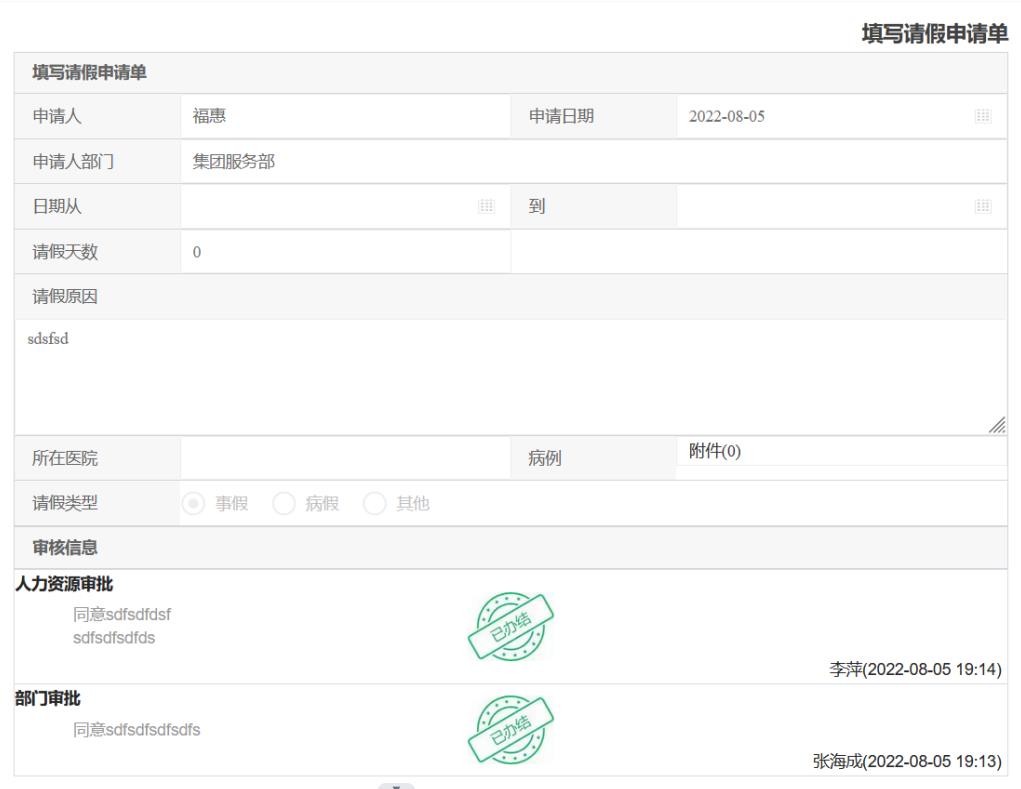 填写请假申请单
填写请假申请单
申请人 福惠 申请日期 2022-08-05
申请人部门 集团服务部
日期从 到
请假天数 0
请假原因
sdsfsd
所在医院 病例 附件(0)
请假类型 事假 病假 其他
审核信息
人力资源审批
同意sdfsdfdsf
sdfsdfsdfds
已办结
李萍(2022-08-05 19:14)
部门审批
同意sdfsdfsdfsdfs
已办结
张海成(2022-08-05 19:13)